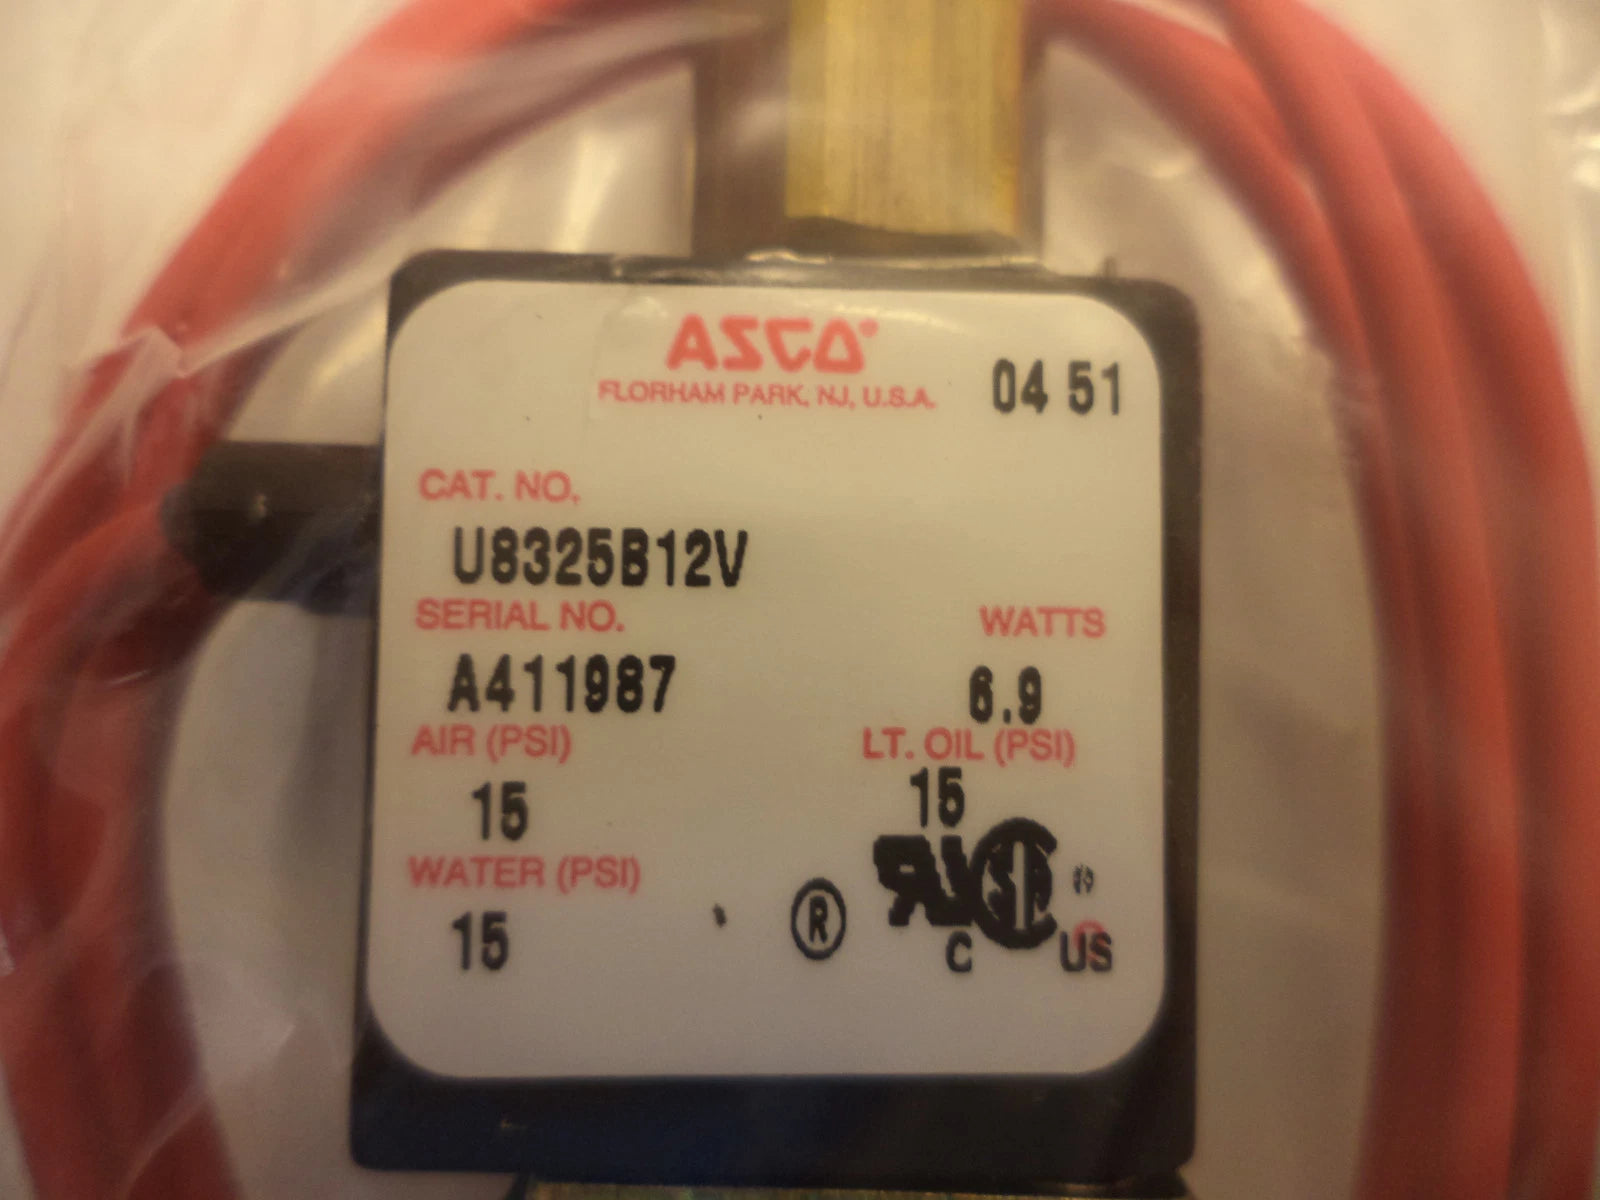 ASCO®
FLORHAM PARK, NJ, U.S.A.
04 51
CAT. NO.
U8325B12V
SERIAL NO.
WATTS
A411987
6.9
AIR (PSI)
LT. OIL (PSI)
15
15
WATER (PSI)
15
®
C
US